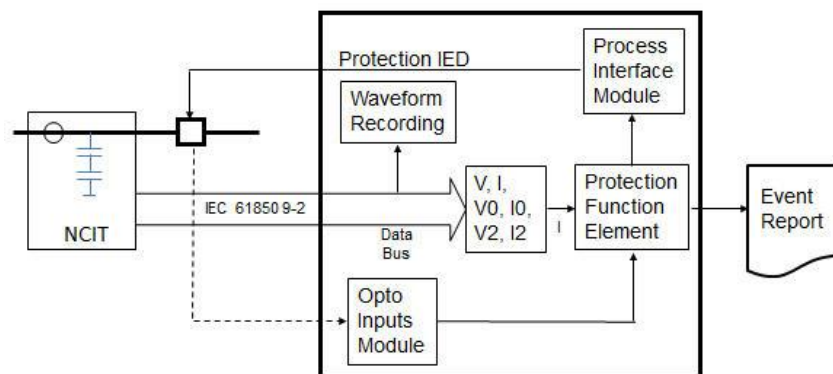 Protection IED
Process
Interface
Module
Waveform
Recording
NCIT
IEC 61850 9-2
Data
Bus
V, I,
V0, I0,
V2, I2
I
Protection
Function
Element
Event
Report
Opto
Inputs
Module